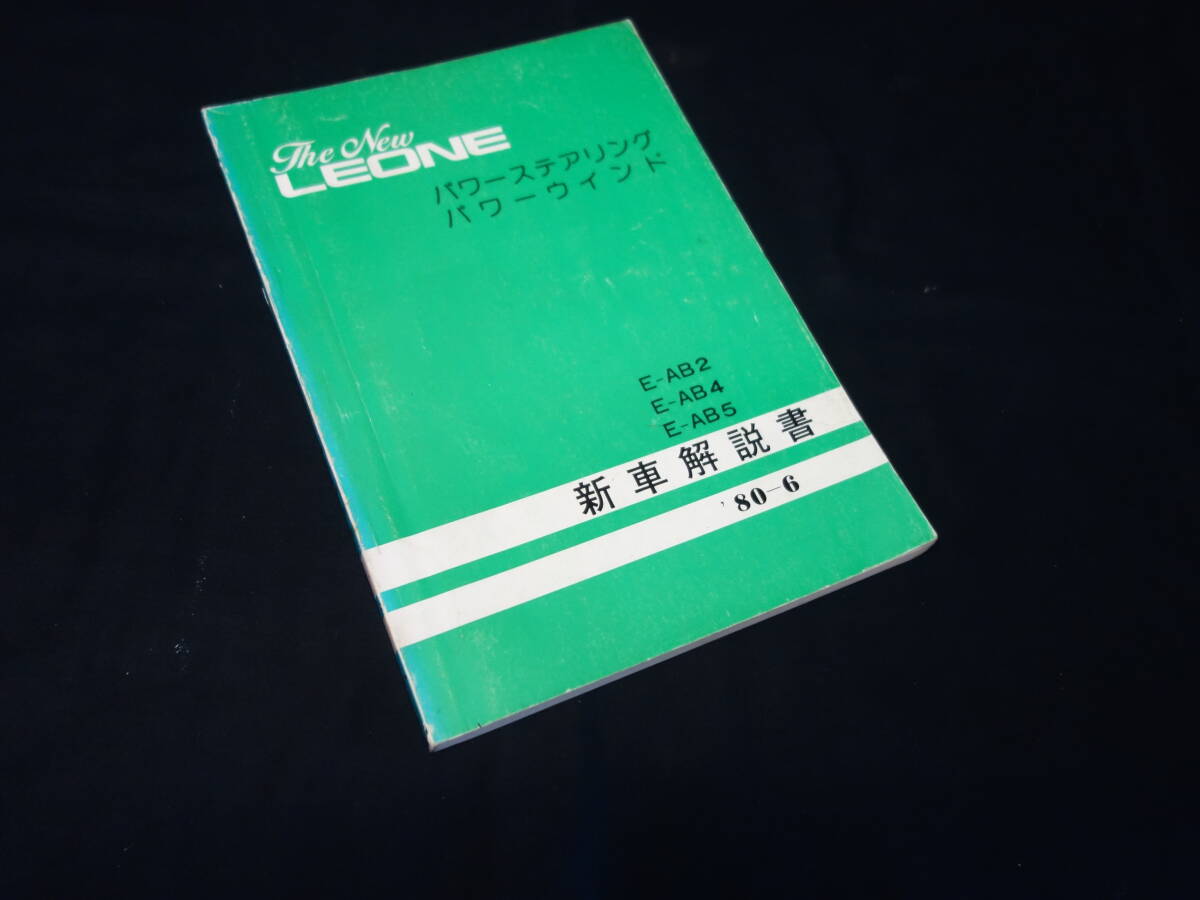 The New
LEONE
パワーステアリング
パワーウインド
E-AB2
E-AB4
E-AB5
新車解説書
'80-6